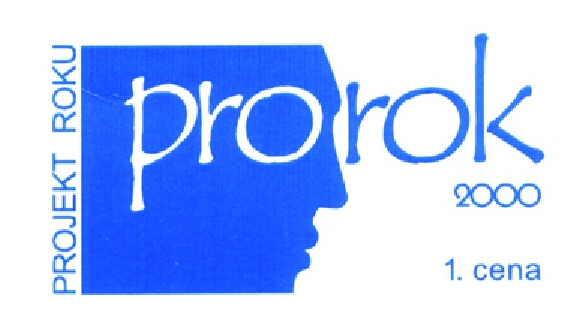 PROJEKT ROKU
prorok
2000
1. cena